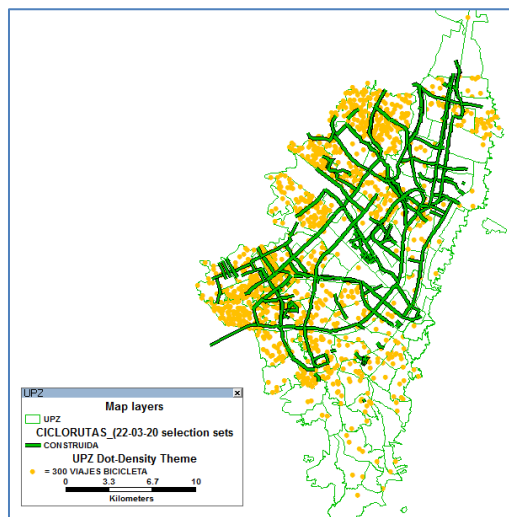 UPZ
Map layers
UPZ
CICLORUTAS_(22-03-20 selection sets
CONSTRUIDA
UPZ Dot-Density Theme
= 300 VIAJES BICICLETA
0 3.3 6.7 10
Kilometers